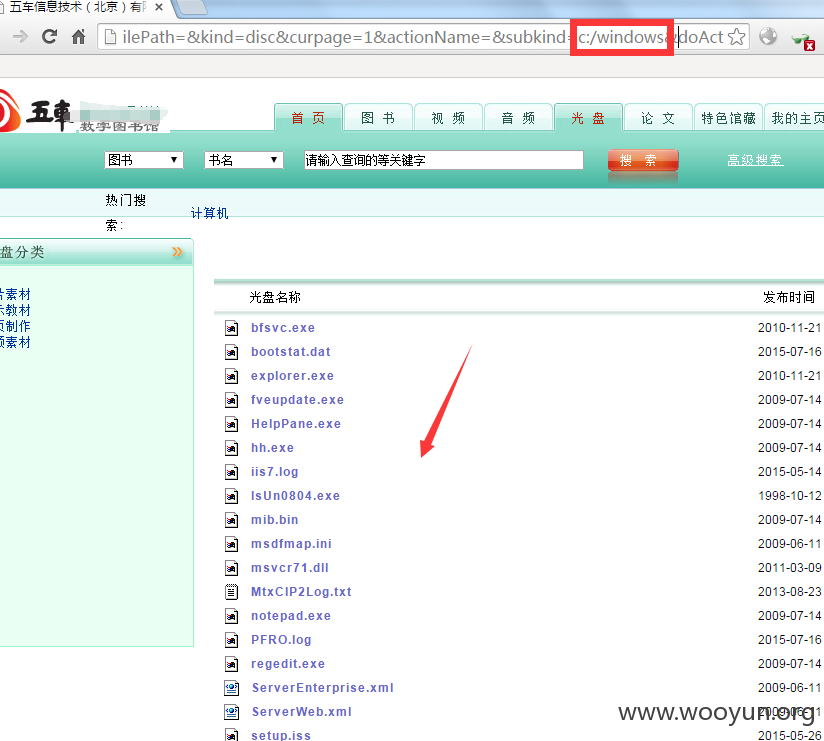 五车信息技术（北京）有
ilePath=&kind=disc&curpage=1&actionName=&subkind=c:/windows&doAct
五车
数字图书馆
首 页
图 书
视 频
音 频
光 盘
论 文
特色馆藏
我的主页
图书
书名
请输入查询的等关键字
搜 索
高级搜索
热门搜
索：
计算机
盘分类
素材
教材
制作
素材
光盘名称 发布时间
bfsvc.exe 2010-11-21
bootstat.dat 2015-07-16
explorer.exe 2010-11-21
fveupdate.exe 2009-07-14
HelpPane.exe 2009-07-14
hh.exe 2009-07-14
iis7.log 2015-05-14
IsUn0804.exe 1998-10-12
mib.bin 2009-07-14
msdfmap.ini 2009-06-11
msvcr71.dll 2011-03-09
MtxCIP2Log.txt 2013-08-23
notepad.exe 2009-07-14
PFRO.log 2015-07-16
regedit.exe 2009-07-14
ServerEnterprise.xml 2009-06-11
ServerWeb.xml 2009-06-11
setup.iss 2015-05-26
www.wooyun.org